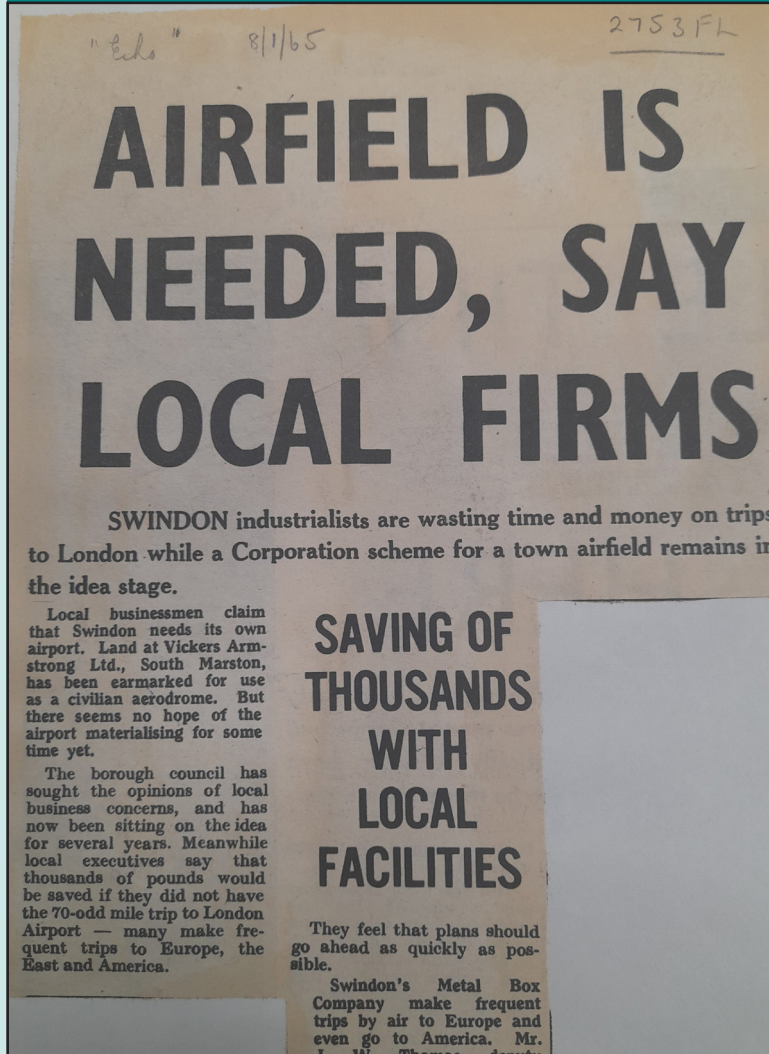 "Echo" 8/1/65 2753FL
AIRFIELD IS
NEEDED, SAY
LOCAL FIRMS
SWINDON industrialists are wasting time and money on trips
to London while a Corporation scheme for a town airfield remains in
the idea stage.
Local businessmen claim
that Swindon needs its own
airport. Land at Vickers Arm-
strong Ltd., South Marston,
has been earmarked for use
as a civilian aerodrome. But
there seems no hope of the
airport materialising for some
time yet.
The borough council has
sought the opinions of local
business concerns, and has
now been sitting on the idea
for several years. Meanwhile
local executives say that
thousands of pounds would
be saved if they did not have
the 70-odd mile trip to London
Airport — many make fre-
quent trips to Europe, the
East and America.
SAVING OF
THOUSANDS
WITH
LOCAL
FACILITIES
They feel that plans should
go ahead as quickly as pos-
sible.
Swindon's Metal Box
Company make frequent
trips by air to Europe and
even go to America. Mr.